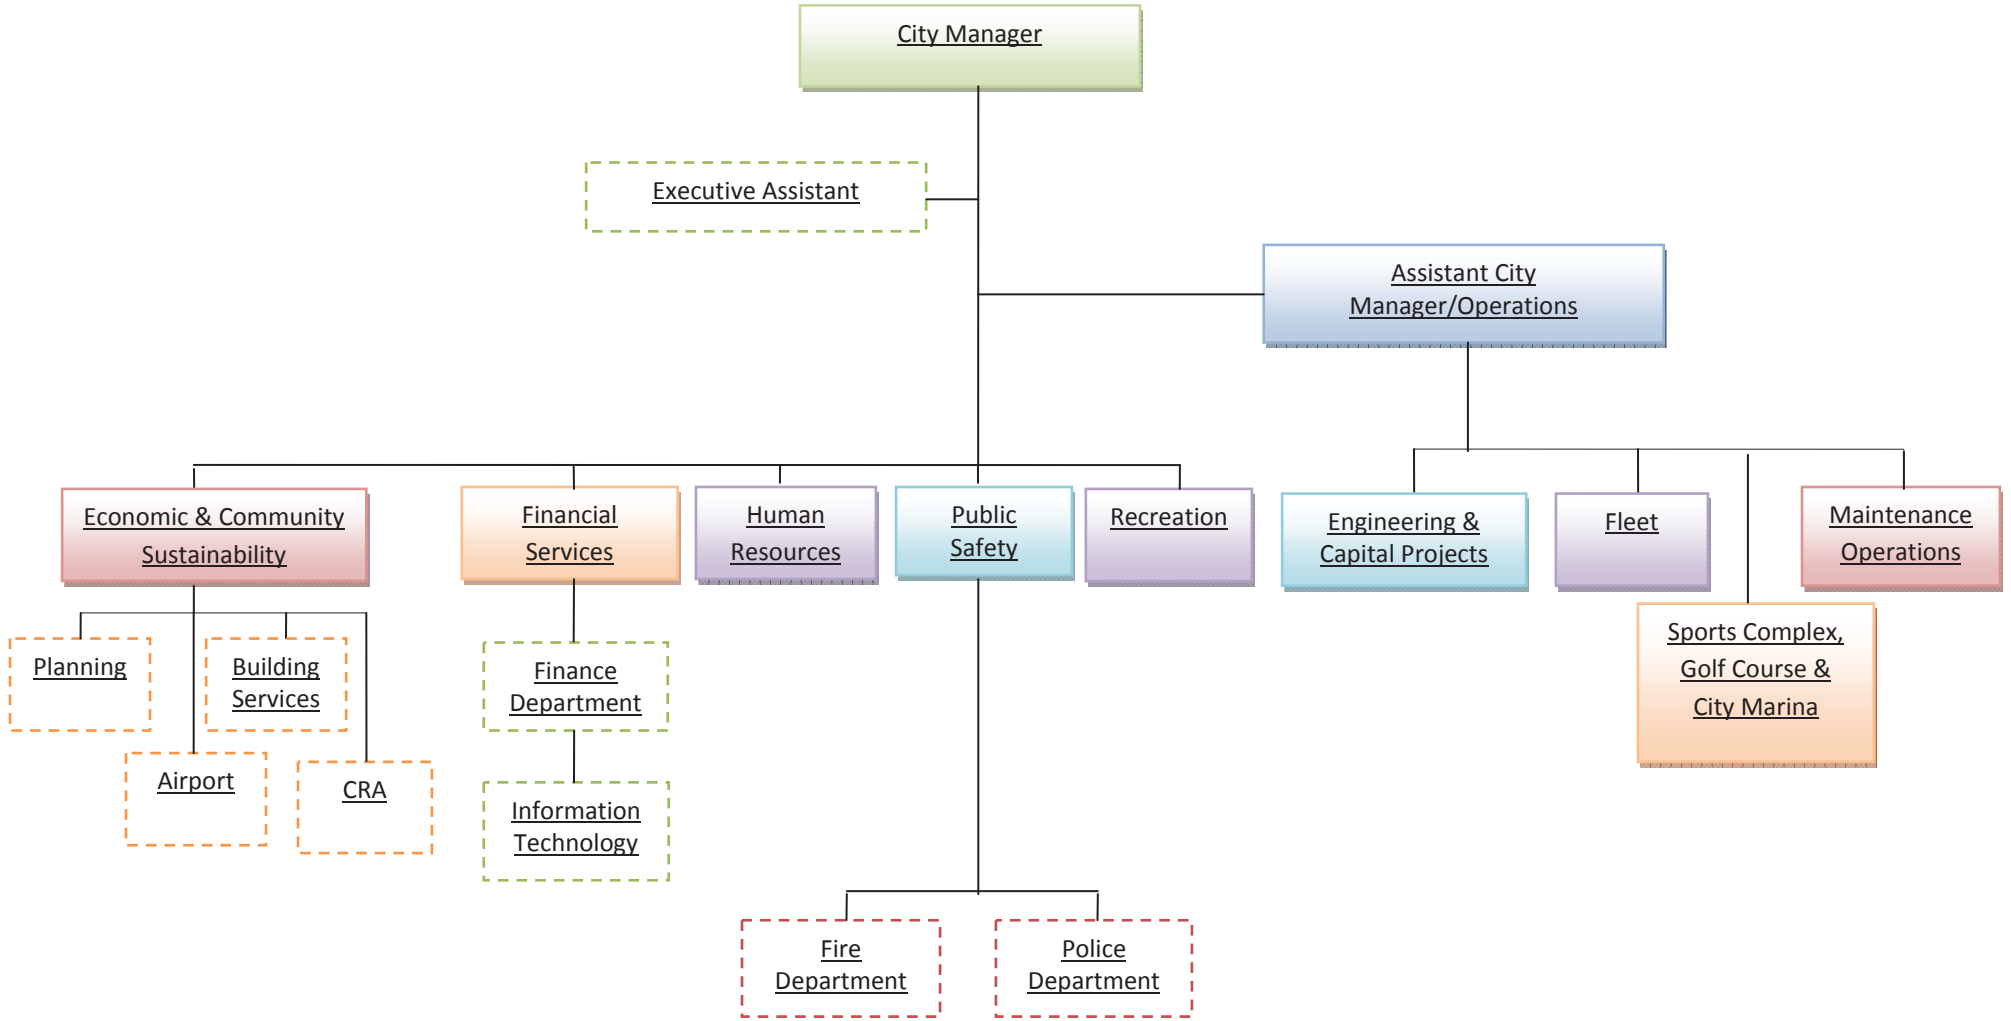 City Manager
Executive Assistant
Assistant City
Manager/Operations
Economic & Community
Sustainability
Financial
Services
Human
Resources
Public
Safety
Recreation
Engineering &
Capital Projects
Fleet
Maintenance
Operations
Sports Complex,
Golf Course &
City Marina
Planning
Building
Services
Airport
CRA
Finance
Department
Information
Technology
Fire
Department
Police
Department